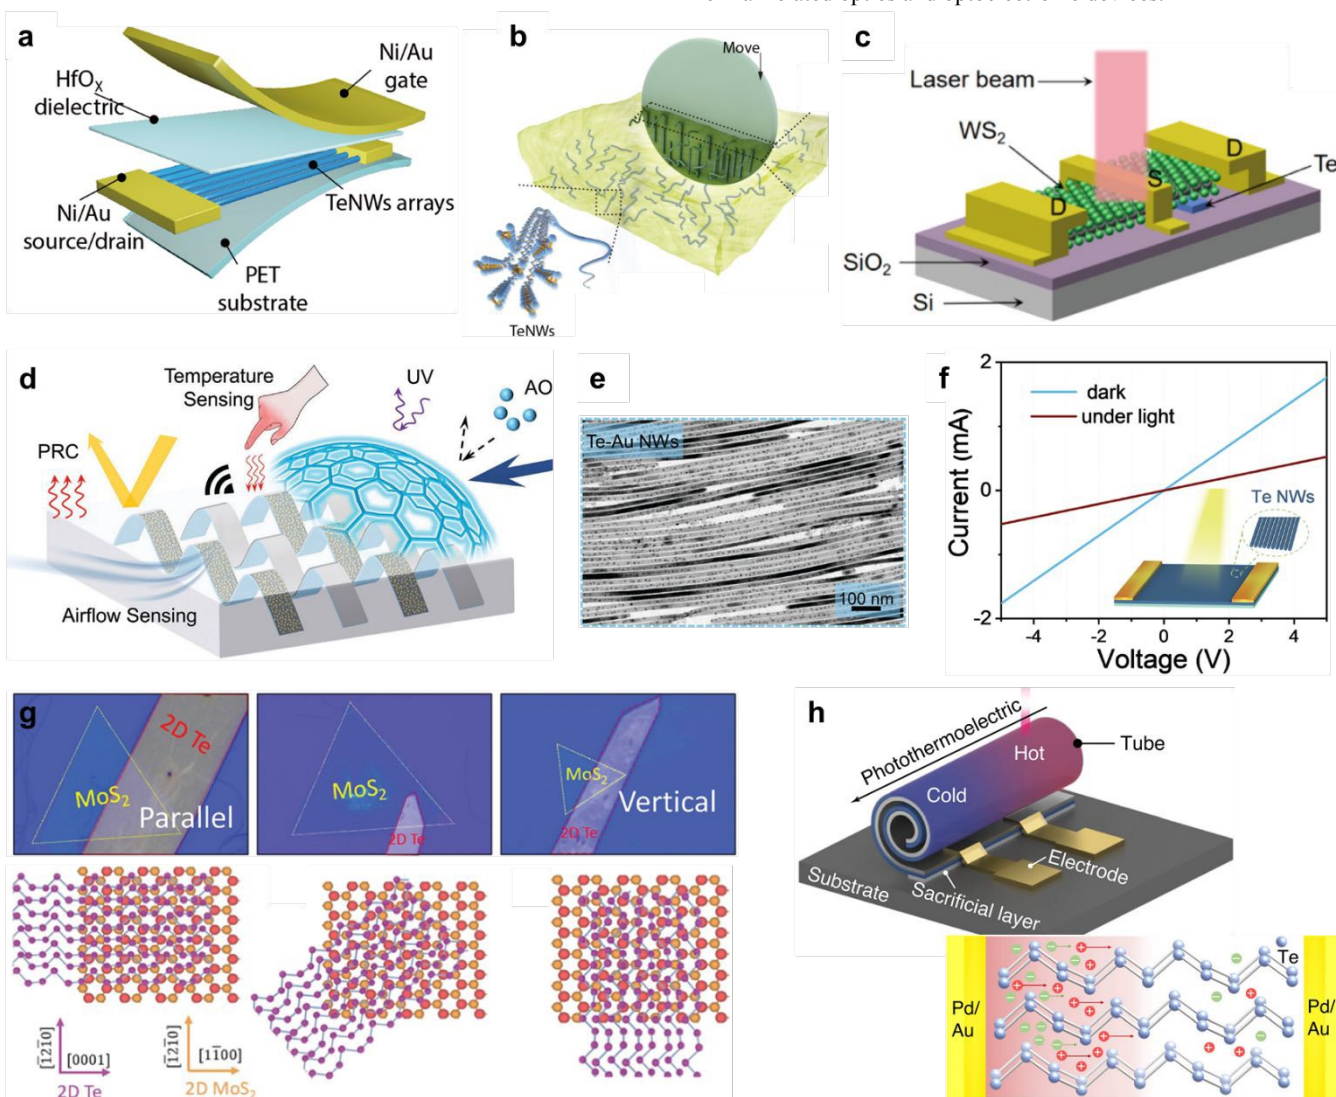 a
HfOₓ
dielectric
Ni/Au
gate
TeNWs arrays
Ni/Au
source/drain
PET
substrate
b
Move
TeNWs
c
Laser beam
WS₂
D
S
D
Te
SiO₂
Si
d
Temperature
Sensing
UV
AO
PRC
Airflow Sensing
e
Te-Au NWs
100 nm
f
Current (mA)
2
0
-2
dark
under light
Te NWs
-4
-2
0
2
4
Voltage (V)
g
2D Te
MoS₂
Parallel
MoS₂
2D Te
MoS₂
Vertical
[1̄21̄0]
[0001]
2D Te
[1̄21̄0]
[11̄00]
2D MoS₂
h
Photothermoelectric
Hot
Cold
Tube
Electrode
Sacrificial layer
Substrate
Te
Pd/
Au
Pd/
Au